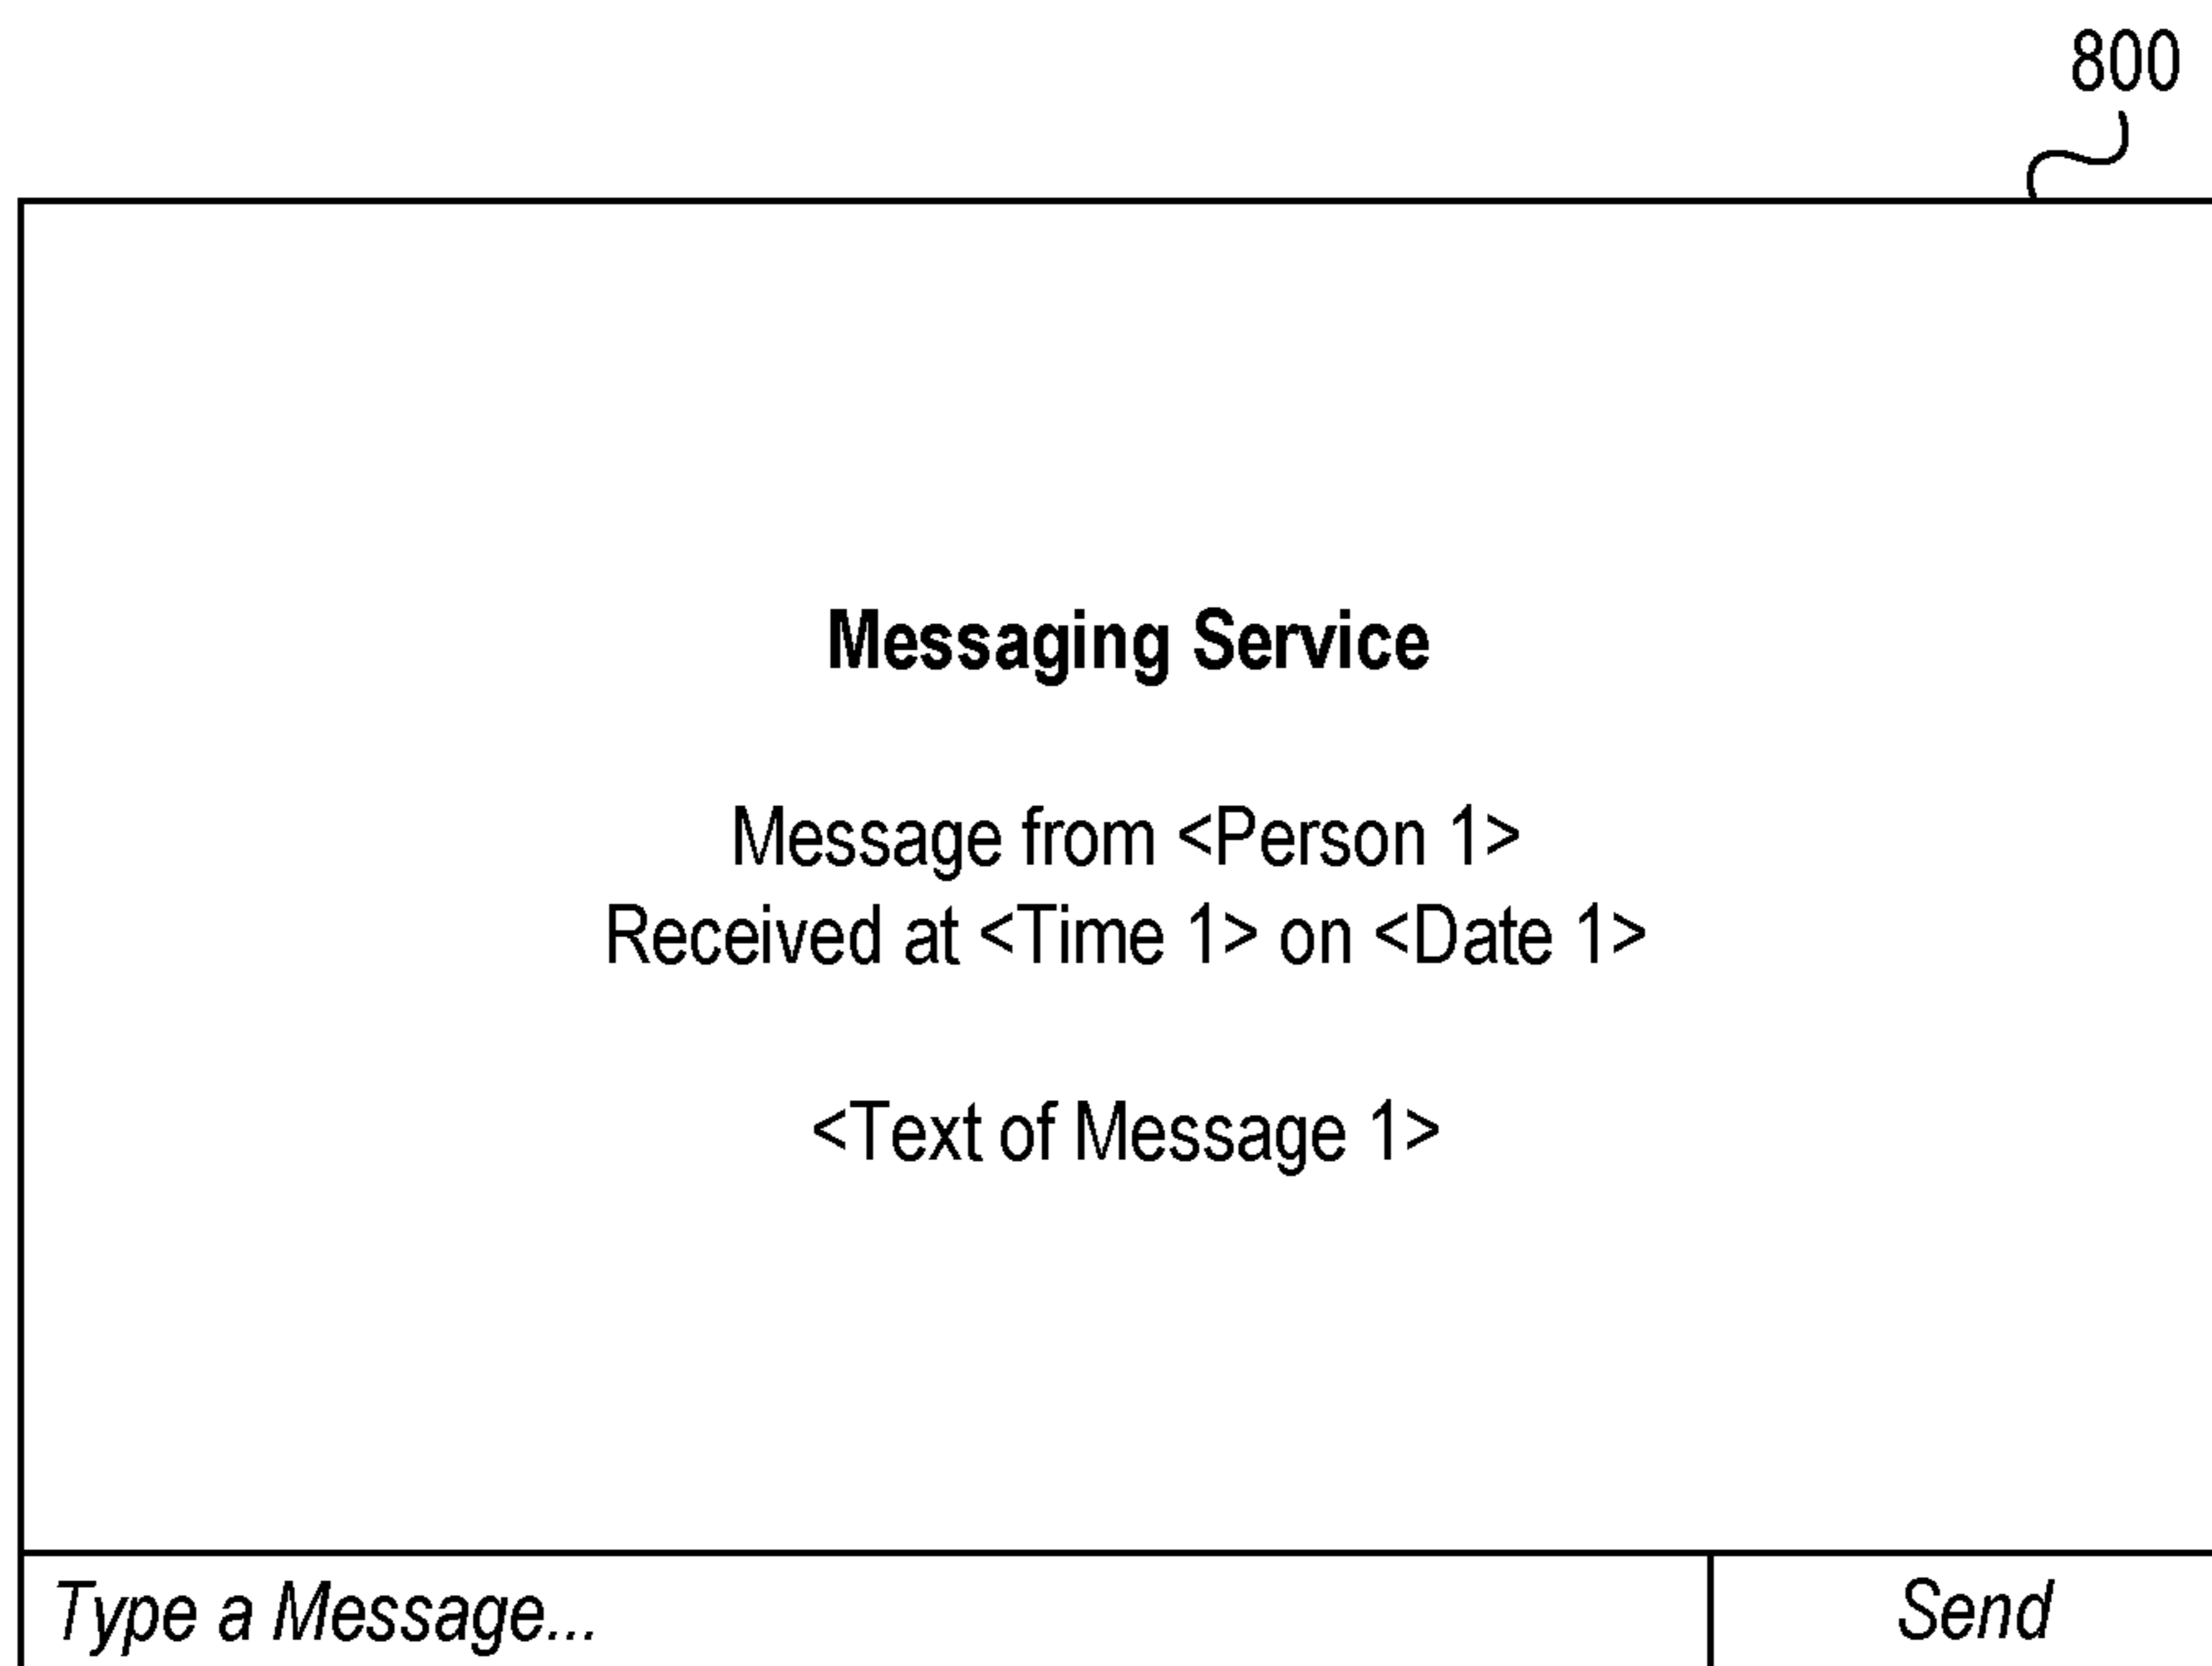 800
Messaging Service
Message from <Person 1>
Received at <Time 1> on <Date 1>
<Text of Message 1>
Type a Message... Send